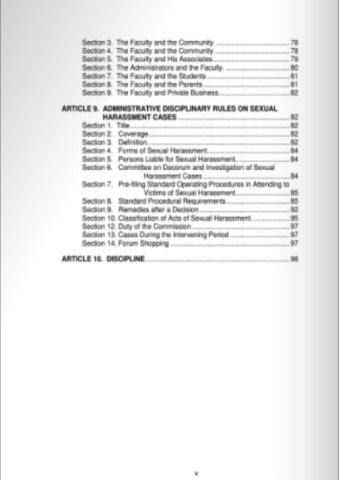 Section 3. The Faculty and the Community. ........................ 78
Section 4. The Faculty and the Community ........................ 78
Section 5. The Faculty and His Associates ........................ 79
Section 6. The Administrators and the Faculty. ........................ 80
Section 7. The Faculty and the Students ........................ 81
Section 8. The Faculty and the Parents ........................ 81
Section 9. The Faculty and Private Business ........................ 82
ARTICLE 9. ADMINISTRATIVE DISCIPLINARY RULES ON SEXUAL
HARASSMENT CASES ........................ 82
Section 1. Title ........................ 82
Section 2. Coverage ........................ 82
Section 3. Definition ........................ 82
Section 4. Forms of Sexual Harassment ........................ 84
Section 5. Persons Liable for Sexual Harassment ........................ 84
Section 6. Committee on Decorum and Investigation of Sexual
Harassment Cases ........................ 84
Section 7. Pre-filing Standard Operating Procedures in Attending to
Victims of Sexual Harassment ........................ 85
Section 8. Standard Procedural Requirements ........................ 85
Section 9. Remedies after a Decision ........................ 92
Section 10. Classification of Acts of Sexual Harassment ........................ 95
Section 12. Duty of the Commission ........................ 97
Section 13. Cases During the Intervening Period ........................ 97
Section 14. Forum Shopping ........................ 97
ARTICLE 10. DISCIPLINE ........................ 98
v